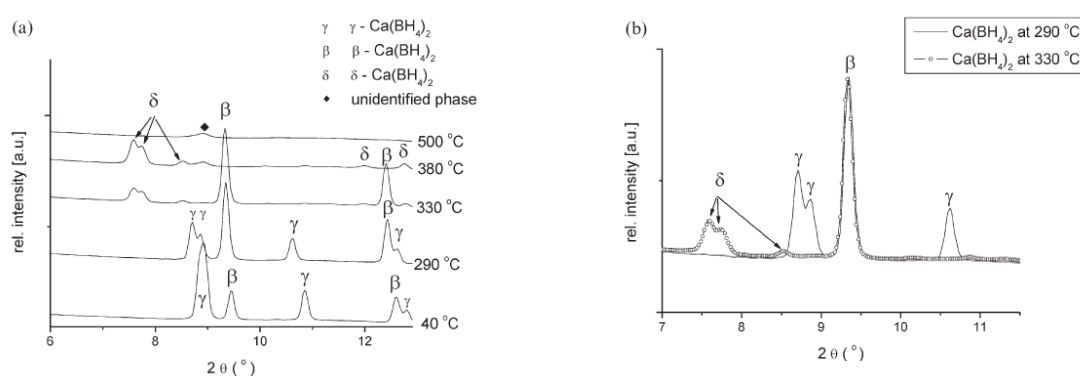 (a)
γ γ - Ca(BH₄)₂
β β - Ca(BH₄)₂
δ δ - Ca(BH₄)₂
◆ unidentified phase
rel. intensity [a.u.]
δ
◆
β
500 °C
δ
δ
380 °C
β
330 °C
γ γ
γ
β
γ
290 °C
γ
β
γ
β
γ
40 °C
6 8 10 12
2 θ ( ° )
(b)
Ca(BH₄)₂ at 290 °C
Ca(BH₄)₂ at 330 °C
rel. intensity [a.u.]
δ
γ
γ
β
γ
7 8 9 10 11
2 θ ( ° )